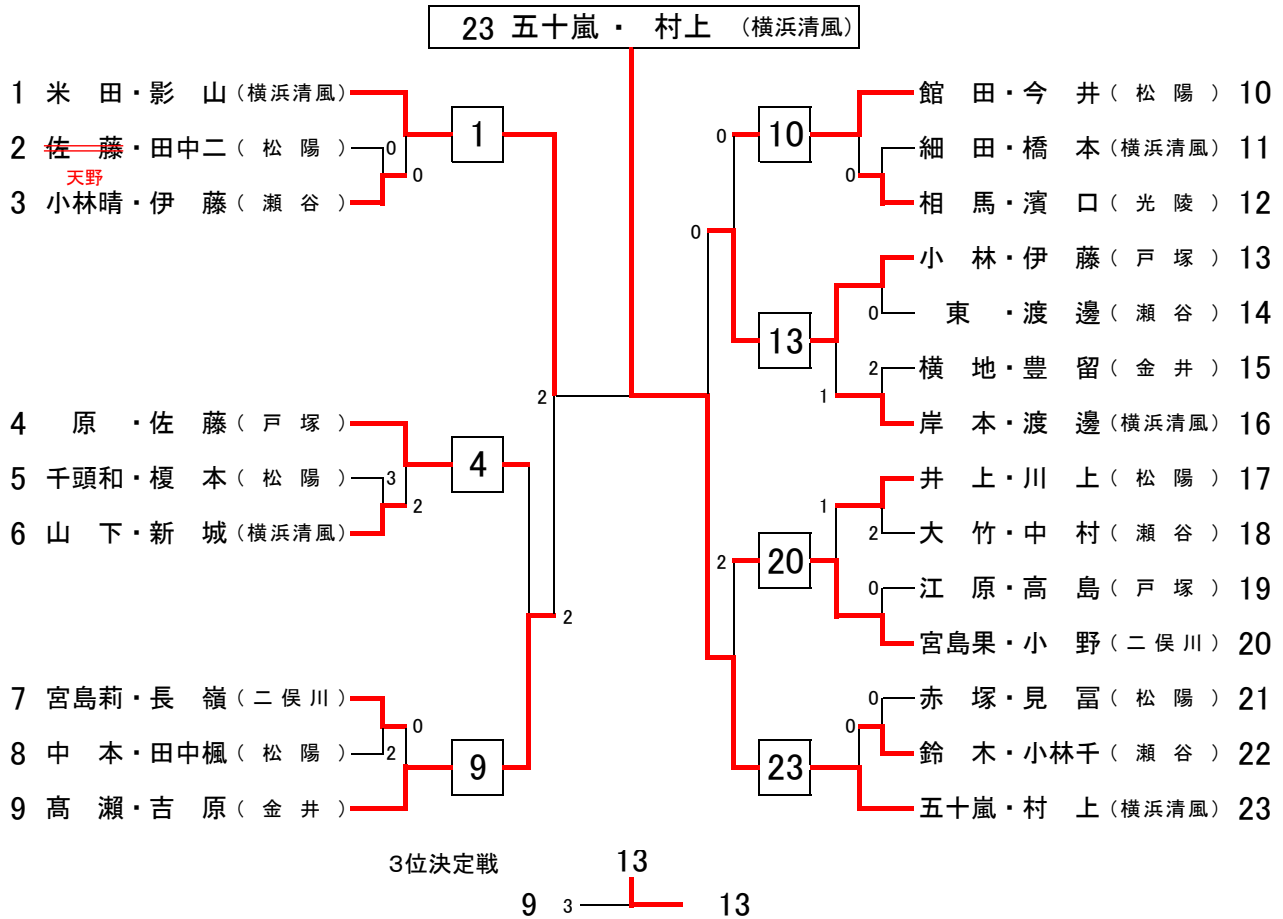 23 五十嵐・ 村上 (横浜清風)
1 米 田・影 山 (横浜清風)
2 佐 藤・田中二 ( 松 陽 ) 0
天野
3 小林晴・伊 藤 ( 瀬 谷 )
0
1
4 原 ・佐 藤 ( 戸 塚 )
5 千頭和・榎 本 ( 松 陽 ) 3
6 山 下・新 城 (横浜清風)
2
4
7 宮島莉・長 嶺 ( 二 俣 川 )
0
8 中 本・田中楓 ( 松 陽 ) 2
9 髙 瀬・吉 原 ( 金 井 )
9
2
2
館 田・今 井 ( 松 陽 ) 10
細 田・橋 本 (横浜清風) 11
0
相 馬・濱 口 ( 光 陵 ) 12
0 10
小 林・伊 藤 ( 戸 塚 ) 13
0 東 ・渡 邊 ( 瀬 谷 ) 14
2 横 地・豊 留 ( 金 井 ) 15
1
岸 本・渡 邊 (横浜清風) 16
13
0
井 上・川 上 ( 松 陽 ) 17
1
2 大 竹・中 村 ( 瀬 谷 ) 18
0 江 原・高 島 ( 戸 塚 ) 19
宮島果・小 野 ( 二 俣 川 ) 20
2 20
0 赤 塚・見 冨 ( 松 陽 ) 21
0
鈴 木・小林千 ( 瀬 谷 ) 22
五十嵐・村 上 (横浜清風) 23
23
3位決定戦
13
9 3 13